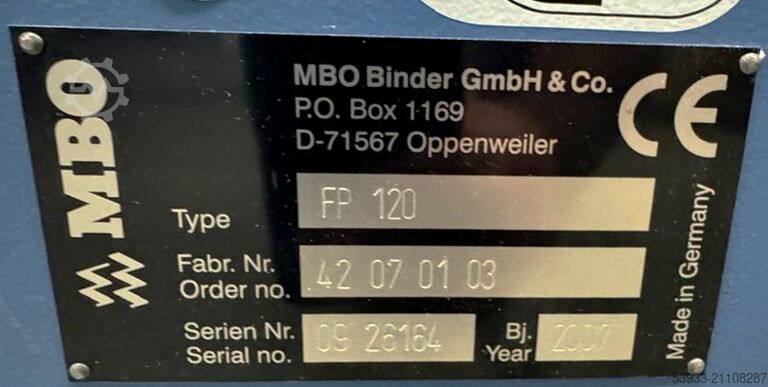 MBO
MBO Binder GmbH & Co.
P.O. Box 1169
D-71567 Oppenweiler
CE
Type FP 120
Fabr. Nr.
Order no. 42 07 01 03
Serien Nr.
Serial no. 09 26164
Bj.
Year 2007
Made in Germany
53933-21108287